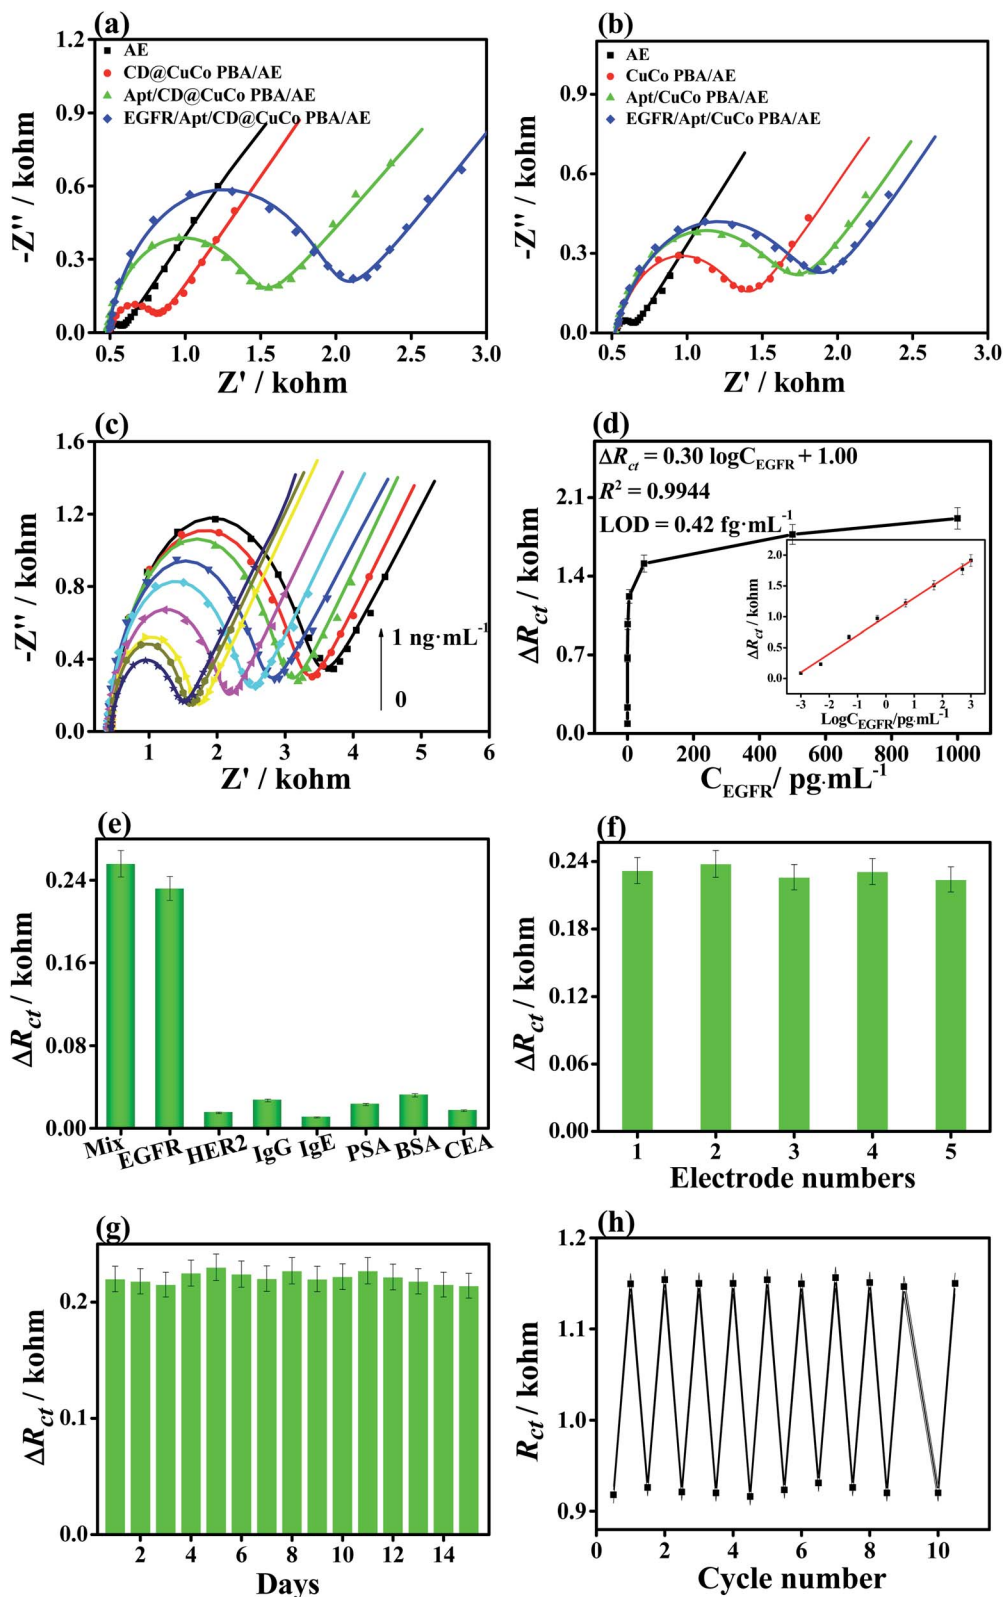 (a)
1.2
0.9
0.6
0.3
0.0
-Z'' / kohm
AE
CD@CuCo PBA/AE
Apt/CD@CuCo PBA/AE
EGFR/Apt/CD@CuCo PBA/AE
0.5 1.0 1.5 2.0 2.5 3.0
Z' / kohm
(b)
0.9
0.6
0.3
0.0
-Z'' / kohm
AE
CuCo PBA/AE
Apt/CuCo PBA/AE
EGFR/Apt/CuCo PBA/AE
0.5 1.0 1.5 2.0 2.5 3.0
Z' / kohm
(c)
1.6
1.2
0.8
0.4
0.0
-Z'' / kohm
1 ng·mL⁻¹
0
1 2 3 4 5 6
Z' / kohm
(d)
2.1
1.4
0.7
0.0
ΔR_ct / kohm
ΔR_ct = 0.30 logC_EGFR + 1.00
R² = 0.9944
LOD = 0.42 fg·mL⁻¹
2.0
1.5
1.0
0.5
0.0
ΔR_ct / kohm
-3 -2 -1 0 1 2 3
LogC_EGFR/pg·mL⁻¹
0 200 400 600 800 1000
C_EGFR/ pg·mL⁻¹
(e)
0.24
0.16
0.08
0.00
ΔR_ct / kohm
Mix EGFR HER2 IgG IgE PSA BSA CEA
(f)
0.24
0.18
0.12
0.06
0.00
ΔR_ct / kohm
1 2 3 4 5
Electrode numbers
(g)
0.2
0.1
0.0
ΔR_ct / kohm
2 4 6 8 10 12 14
Days
(h)
1.2
1.1
1.0
0.9
R_ct / kohm
0 2 4 6 8 10
Cycle number